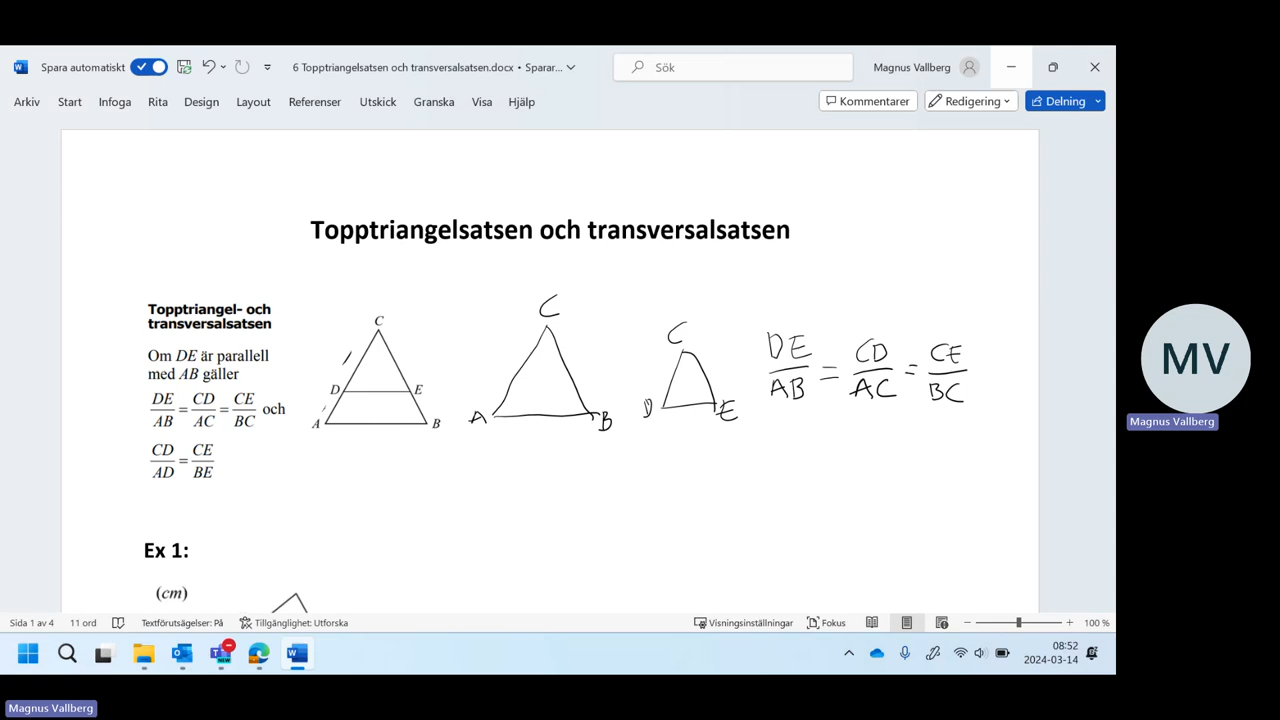 Spara automatiskt
6 Topptriangelsatsen och transversalsatsen.docx • Sparar...
Sök
Magnus Vallberg
Arkiv Start Infoga Rita Design Layout Referenser Utskick Granska Visa Hjälp
Kommentarer Redigering Delning
Topptriangelsatsen och transversalsatsen
Topptriangel- och
transversalsatsen
Om DE är parallell
med AB gäller
DE/AB = CD/AC = CE/BC och
CD/AD = CE/BE
C
D E
A B
C
A B
C
D E
DE/AB = CD/AC = CE/BC
MV
Magnus Vallberg
Ex 1:
(cm)
Sida 1 av 4 11 ord Textförutsägelser: På Tillgänglighet: Utforska Visningsinställningar Fokus 100 %
NEW
08:52
2024-03-14
Magnus Vallberg